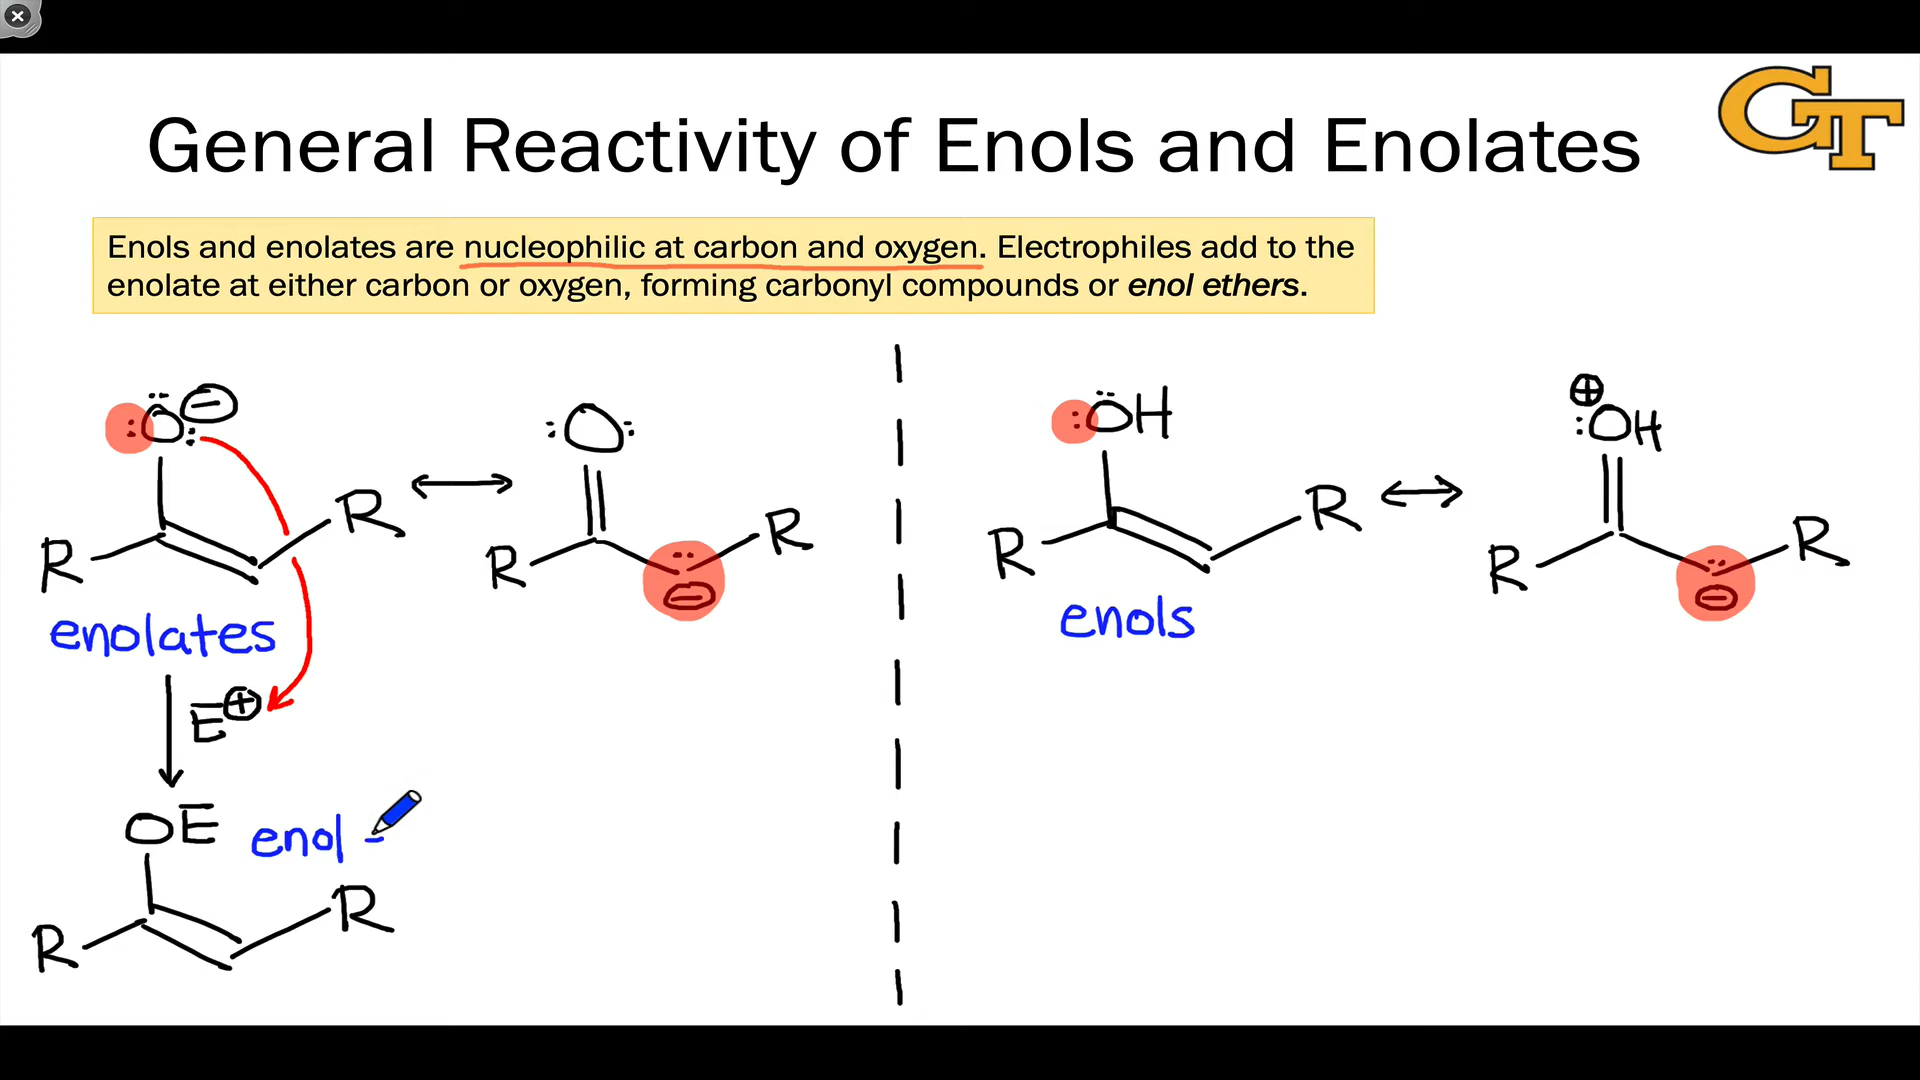 General Reactivity of Enols and Enolates
GT
Enols and enolates are nucleophilic at carbon and oxygen. Electrophiles add to the
enolate at either carbon or oxygen, forming carbonyl compounds or enol ethers.
:Ö: ⊖
R R
enolates
↔
:O:
R R
⊖
E⊕
OE
enol -
R R
:ÖH
R R
enols
↔
⊕
:OH
R R
⊖